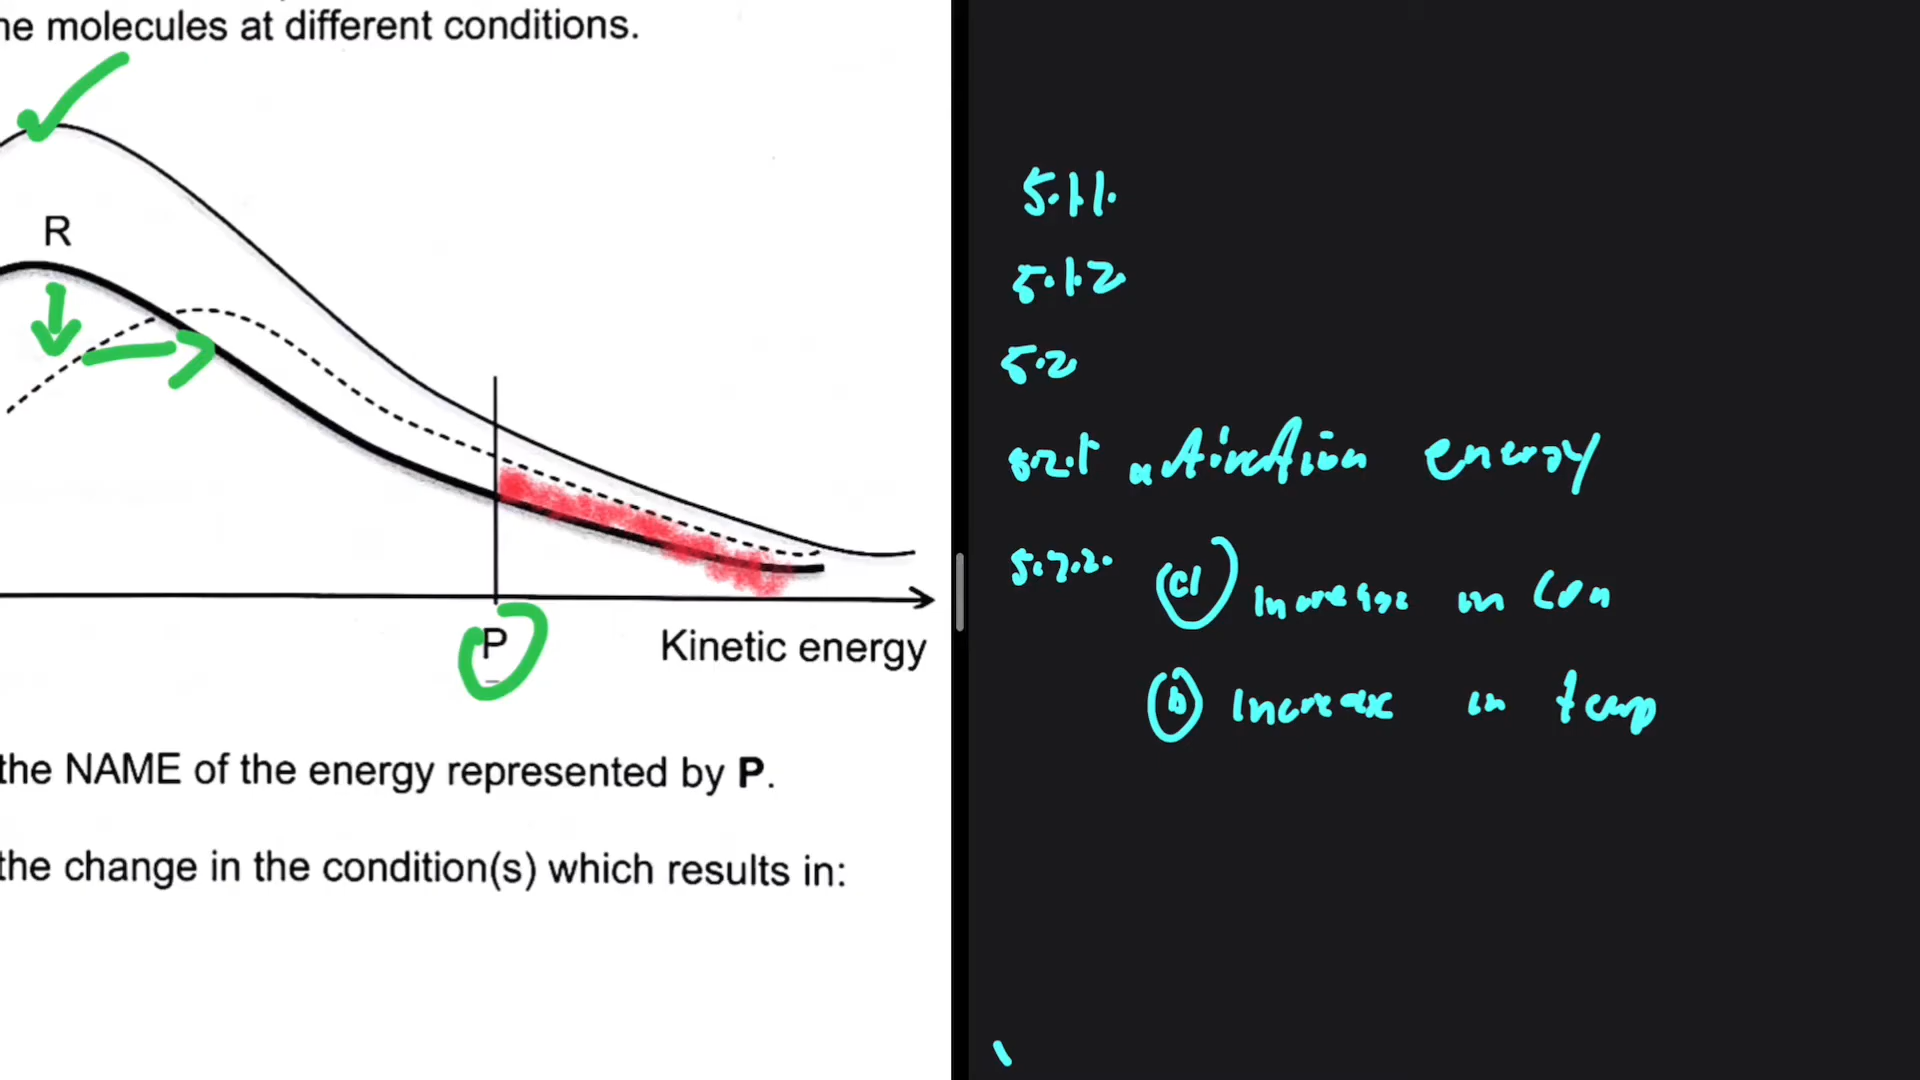 ne molecules at different conditions.
R
P
Kinetic energy
the NAME of the energy represented by P.
the change in the condition(s) which results in:
5.1.1.
5.1.2
5.2
5.2.1 activation energy
5.2.2. (a) Increase in Con
(b) Increase in temp